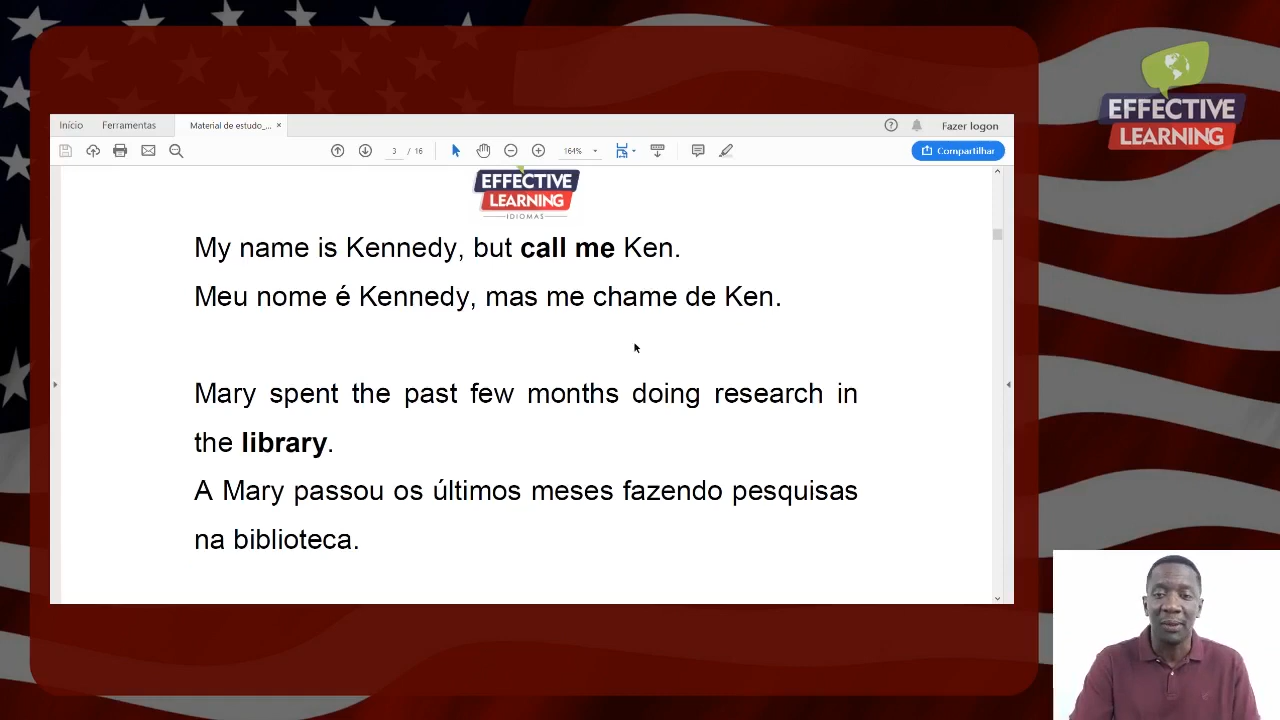 EFFECTIVE
LEARNING
Início Ferramentas Material de estudo_... ×
Fazer logon
3 / 16
164%
Compartilhar
EFFECTIVE
LEARNING
IDIOMAS
My name is Kennedy, but call me Ken.
Meu nome é Kennedy, mas me chame de Ken.
Mary spent the past few months doing research in
the library.
A Mary passou os últimos meses fazendo pesquisas
na biblioteca.